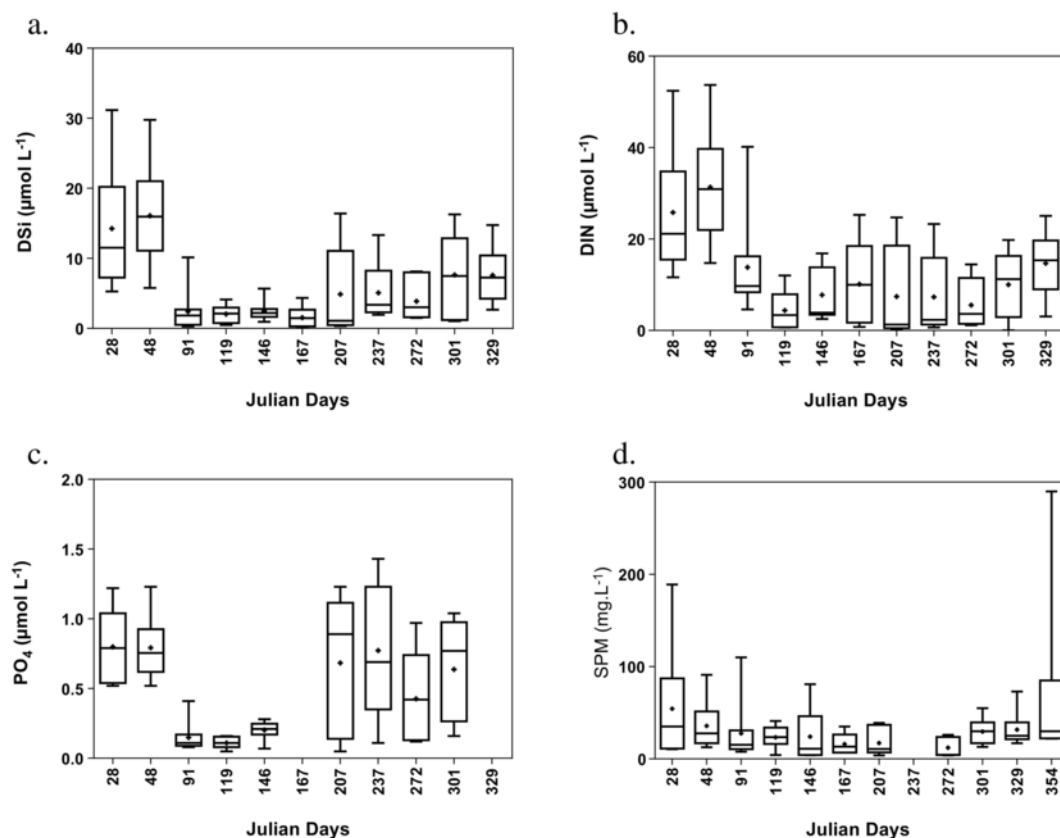 a.
40
30
20
10
0
DSi (µmol L⁻¹)
28 48 91 119 146 167 207 237 272 301 329
Julian Days
b.
60
40
20
0
DIN (µmol L⁻¹)
28 48 91 119 146 167 207 237 272 301 329
Julian Days
c.
2.0
1.5
1.0
0.5
0.0
PO₄ (µmol L⁻¹)
28 48 91 119 146 167 207 237 272 301 329
Julian Days
d.
300
200
100
0
SPM (mg.L⁻¹)
28 48 91 119 146 167 207 237 272 301 329 354
Julian Days